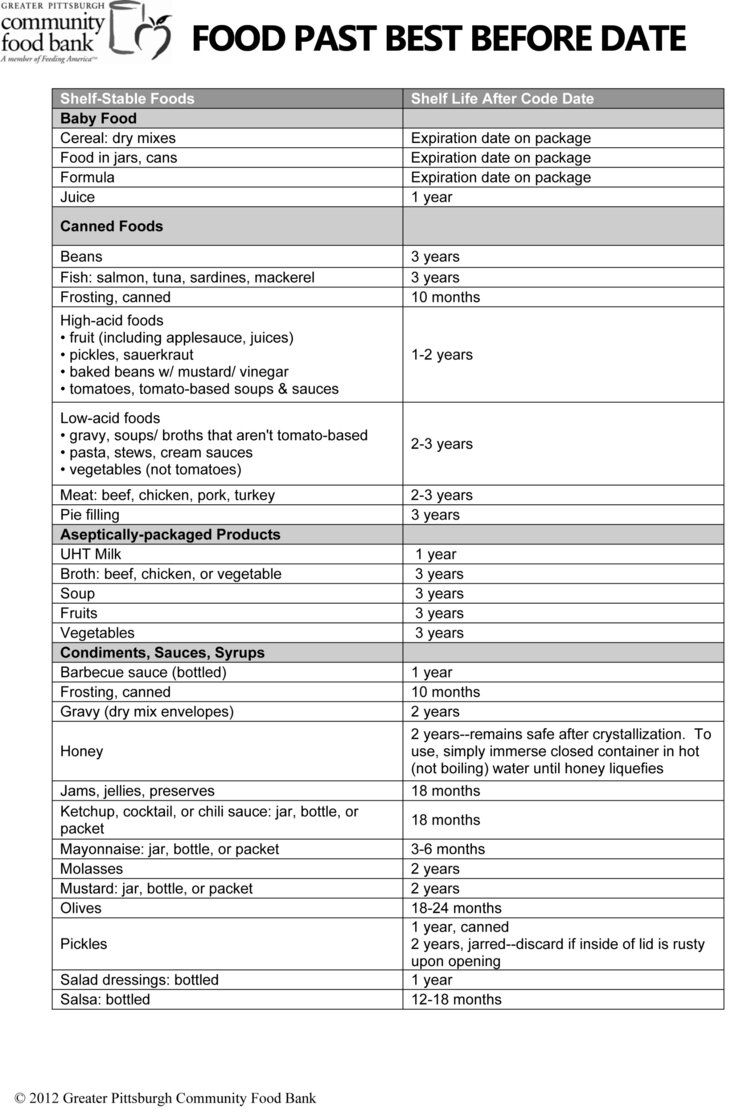 GREATER PITTSBURGH
community
food bank
A member of Feeding America™
FOOD PAST BEST BEFORE DATE
Shelf-Stable Foods Shelf Life After Code Date
Baby Food
Cereal: dry mixes Expiration date on package
Food in jars, cans Expiration date on package
Formula Expiration date on package
Juice 1 year
Canned Foods
Beans 3 years
Fish: salmon, tuna, sardines, mackerel 3 years
Frosting, canned 10 months
High-acid foods
• fruit (including applesauce, juices)
• pickles, sauerkraut
• baked beans w/ mustard/ vinegar
• tomatoes, tomato-based soups & sauces
1-2 years
Low-acid foods
• gravy, soups/ broths that aren't tomato-based
• pasta, stews, cream sauces
• vegetables (not tomatoes)
2-3 years
Meat: beef, chicken, pork, turkey 2-3 years
Pie filling 3 years
Aseptically-packaged Products
UHT Milk 1 year
Broth: beef, chicken, or vegetable 3 years
Soup 3 years
Fruits 3 years
Vegetables 3 years
Condiments, Sauces, Syrups
Barbecue sauce (bottled) 1 year
Frosting, canned 10 months
Gravy (dry mix envelopes) 2 years
Honey
2 years--remains safe after crystallization. To
use, simply immerse closed container in hot
(not boiling) water until honey liquefies
Jams, jellies, preserves 18 months
Ketchup, cocktail, or chili sauce: jar, bottle, or
packet
18 months
Mayonnaise: jar, bottle, or packet 3-6 months
Molasses 2 years
Mustard: jar, bottle, or packet 2 years
Olives 18-24 months
Pickles
1 year, canned
2 years, jarred--discard if inside of lid is rusty
upon opening
Salad dressings: bottled 1 year
Salsa: bottled 12-18 months
© 2012 Greater Pittsburgh Community Food Bank